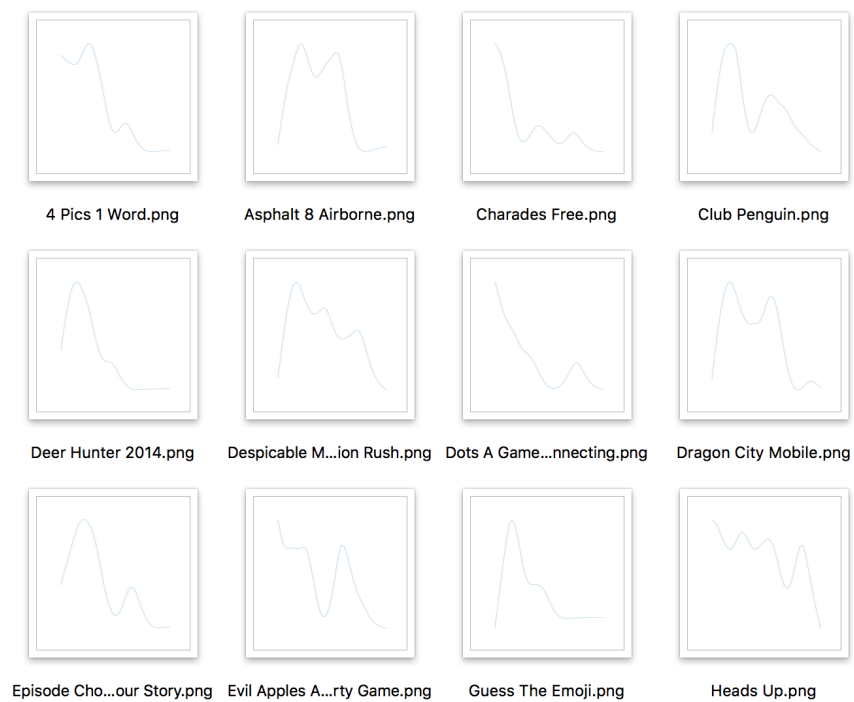 4 Pics 1 Word.png
Asphalt 8 Airborne.png
Charades Free.png
Club Penguin.png
Deer Hunter 2014.png
Despicable M...ion Rush.png
Dots A Game...nnecting.png
Dragon City Mobile.png
Episode Cho...our Story.png
Evil Apples A...rty Game.png
Guess The Emoji.png
Heads Up.png